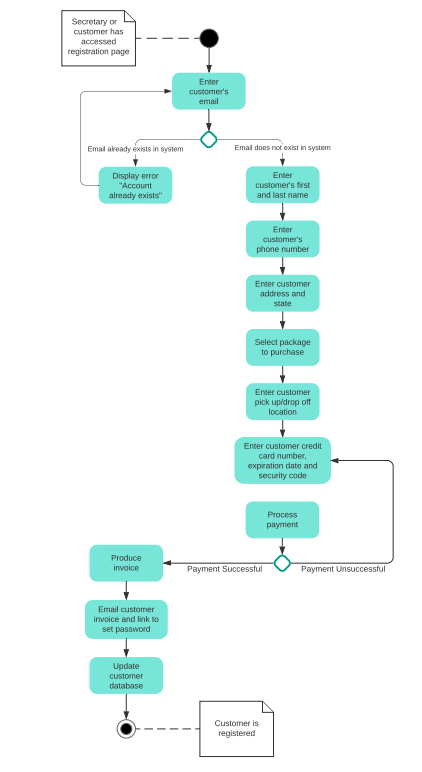 Secretary or
customer has
accessed
registration page
Enter
customer's
email
Email already exists in system
Email does not exist in system
Display error
"Account
already exists"
Enter
customer's first
and last name
Enter
customer's
phone number
Enter customer
address and
state
Select package
to purchase
Enter customer
pick up/drop off
location
Enter customer credit
card number,
expiration date and
security code
Process
payment
Payment Successful
Payment Unsuccessful
Produce
invoice
Email customer
invoice and link to
set password
Update
customer
database
Customer is
registered